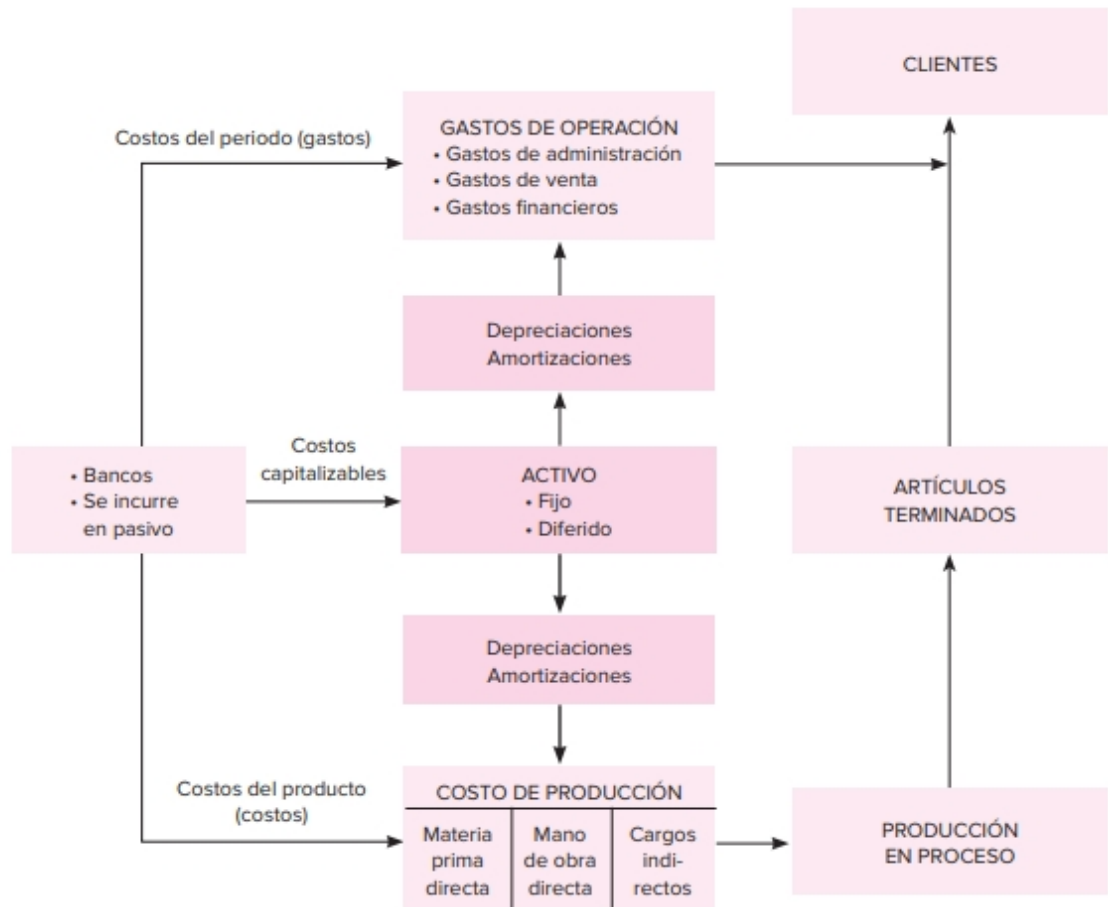 CLIENTES
Costos del periodo (gastos)
GASTOS DE OPERACIÓN
• Gastos de administración
• Gastos de venta
• Gastos financieros
Depreciaciones
Amortizaciones
• Bancos
• Se incurre
en pasivo
Costos
capitalizables
ACTIVO
• Fijo
• Diferido
ARTÍCULOS
TERMINADOS
Depreciaciones
Amortizaciones
Costos del producto
(costos)
COSTO DE PRODUCCIÓN
Materia
prima
directa
Mano
de obra
directa
Cargos
indi-
rectos
PRODUCCIÓN
EN PROCESO